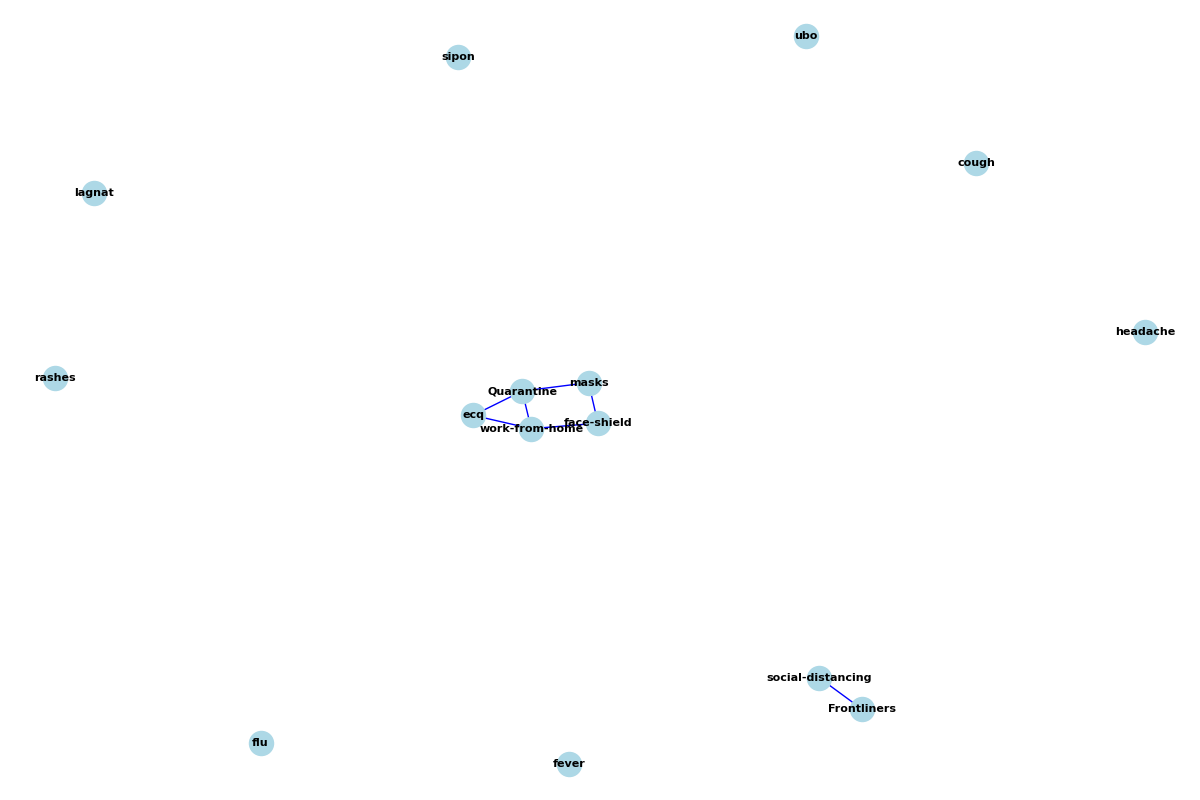 ubo
sipon
cough
lagnat
headache
rashes
masks
Quarantine
ecq
face-shield
work-from-home
social-distancing
Frontliners
flu
fever